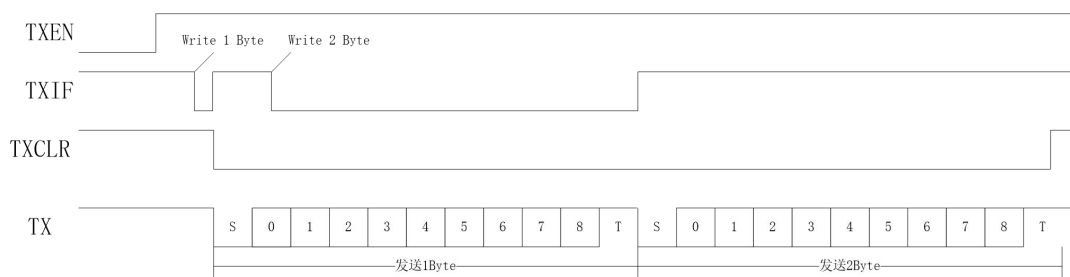 TXEN
Write 1 Byte Write 2 Byte
TXIF
TXCLR
TX S 0 1 2 3 4 5 6 7 8 T S 0 1 2 3 4 5 6 7 8 T
发送1Byte 发送2Byte